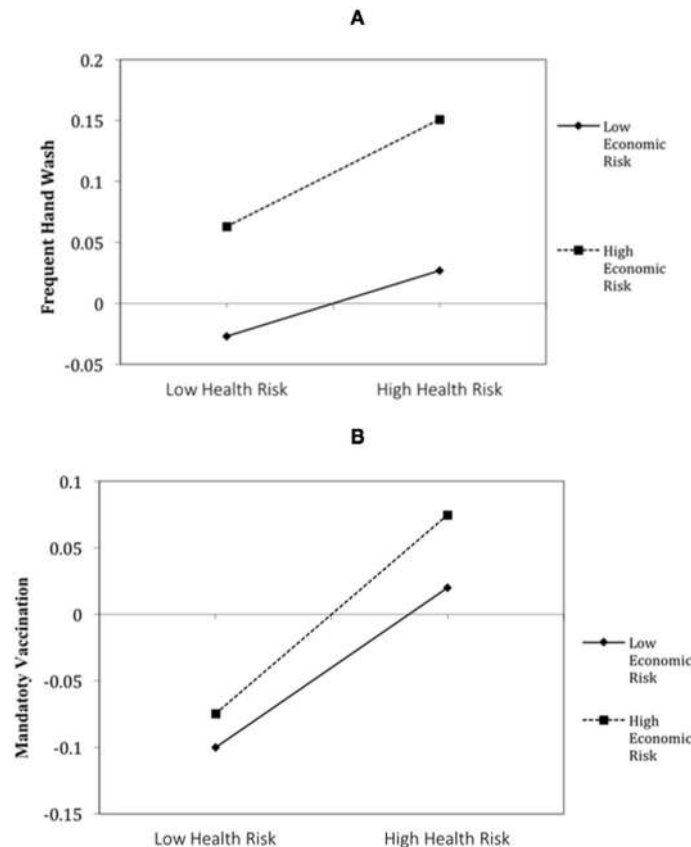 A
0.2
0.15
0.1
0.05
0
-0.05
Frequent Hand Wash
Low Health Risk
High Health Risk
Low
Economic
Risk
High
Economic
Risk
B
0.1
0.05
0
-0.05
-0.1
-0.15
Mandatoty Vaccination
Low Health Risk
High Health Risk
Low
Economic
Risk
High
Economic
Risk